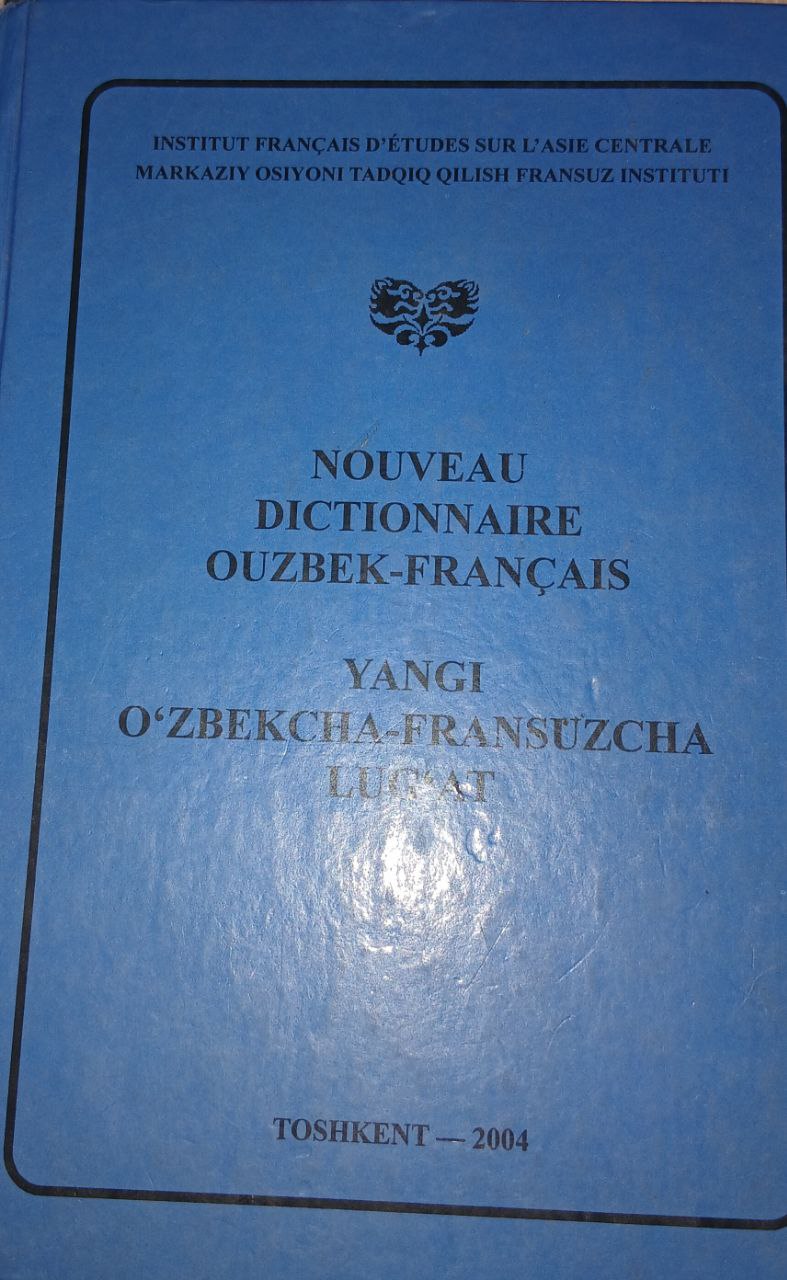 INSTITUT FRANÇAIS D'ÉTUDES SUR L'ASIE CENTRALE
MARKAZIY OSIYONI TADQIQ QILISH FRANSUZ INSTITUTI
NOUVEAU
DICTIONNAIRE
OUZBEK-FRANÇAIS
YANGI
O‘ZBEKCHA-FRANSUZCHA
LUG‘AT
TOSHKENT — 2004